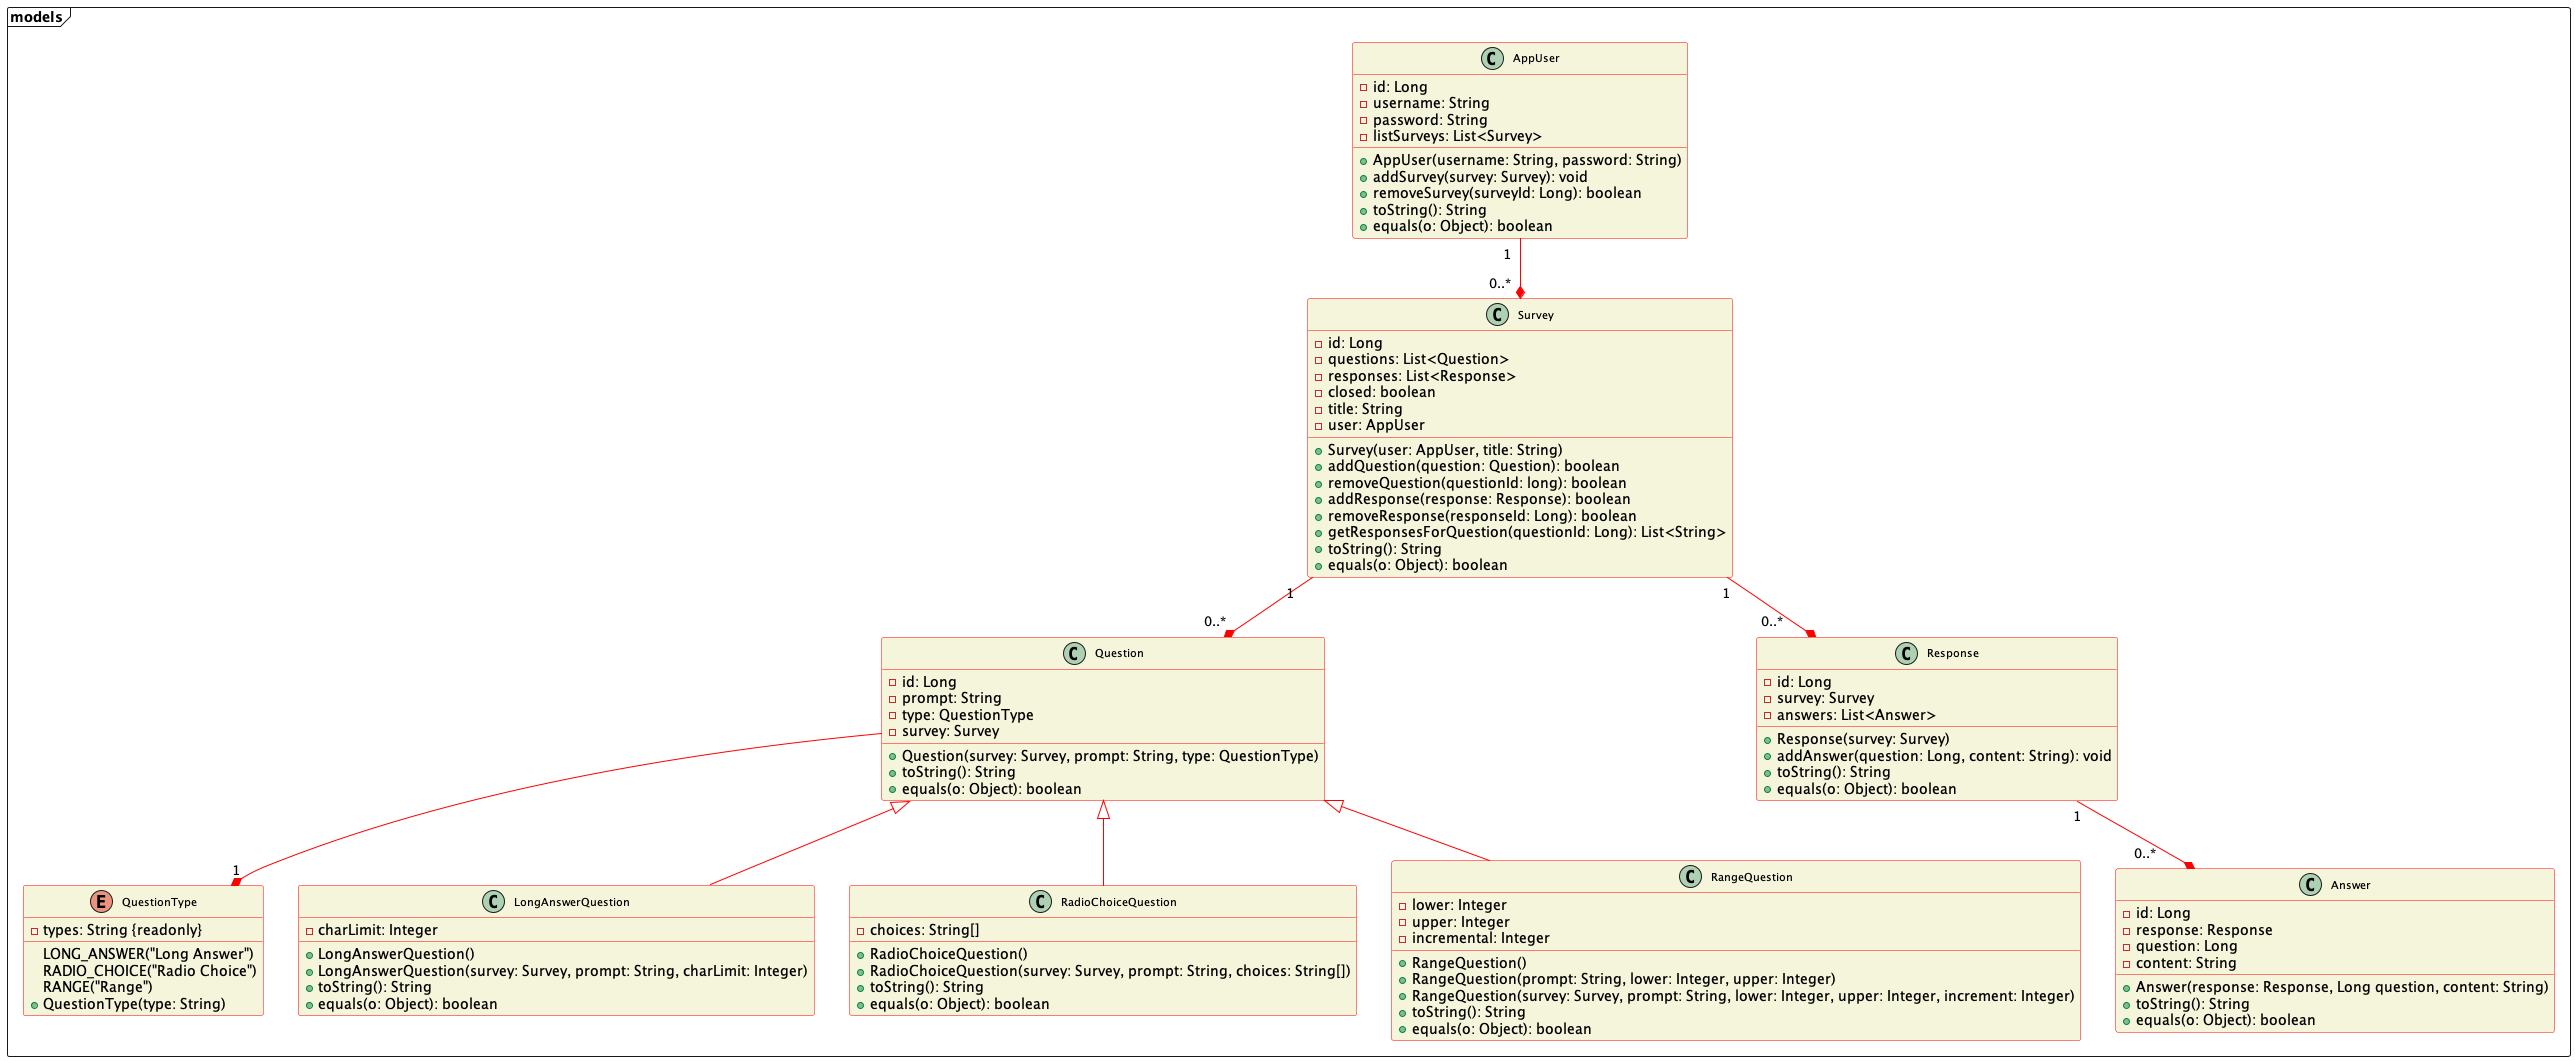 models
C AppUser
id: Long
username: String
password: String
listSurveys: List<Survey>
AppUser(username: String, password: String)
addSurvey(survey: Survey): void
removeSurvey(surveyId: Long): boolean
toString(): String
equals(o: Object): boolean
1
0..*
C Survey
id: Long
questions: List<Question>
responses: List<Response>
closed: boolean
title: String
user: AppUser
Survey(user: AppUser, title: String)
addQuestion(question: Question): boolean
removeQuestion(questionId: long): boolean
addResponse(response: Response): boolean
removeResponse(responseId: Long): boolean
getResponsesForQuestion(questionId: Long): List<String>
toString(): String
equals(o: Object): boolean
1
0..*
1
0..*
C Question
id: Long
prompt: String
type: QuestionType
survey: Survey
Question(survey: Survey, prompt: String, type: QuestionType)
toString(): String
equals(o: Object): boolean
C Response
id: Long
survey: Survey
answers: List<Answer>
Response(survey: Survey)
addAnswer(question: Long, content: String): void
toString(): String
equals(o: Object): boolean
1
1
0..*
E QuestionType
types: String {readonly}
LONG_ANSWER("Long Answer")
RADIO_CHOICE("Radio Choice")
RANGE("Range")
QuestionType(type: String)
C LongAnswerQuestion
charLimit: Integer
LongAnswerQuestion()
LongAnswerQuestion(survey: Survey, prompt: String, charLimit: Integer)
toString(): String
equals(o: Object): boolean
C RadioChoiceQuestion
choices: String[]
RadioChoiceQuestion()
RadioChoiceQuestion(survey: Survey, prompt: String, choices: String[])
toString(): String
equals(o: Object): boolean
C RangeQuestion
lower: Integer
upper: Integer
incremental: Integer
RangeQuestion()
RangeQuestion(prompt: String, lower: Integer, upper: Integer)
RangeQuestion(survey: Survey, prompt: String, lower: Integer, upper: Integer, increment: Integer)
toString(): String
equals(o: Object): boolean
C Answer
id: Long
response: Response
question: Long
content: String
Answer(response: Response, Long question, content: String)
toString(): String
equals(o: Object): boolean